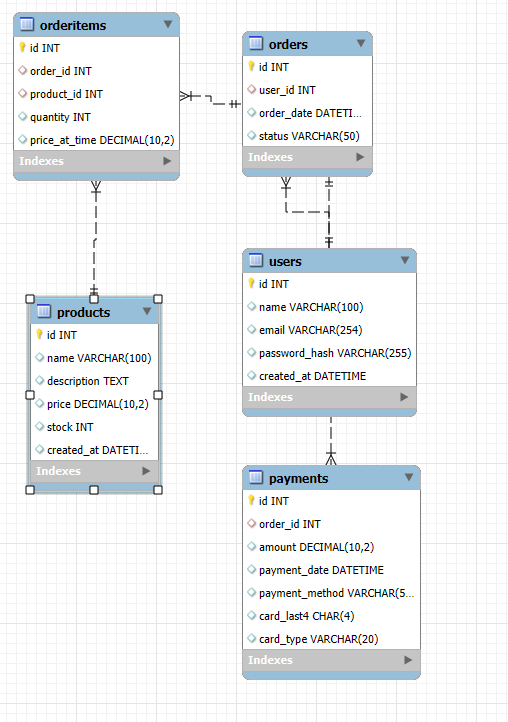 orderitems
id INT
order_id INT
product_id INT
quantity INT
price_at_time DECIMAL(10,2)
Indexes
orders
id INT
user_id INT
order_date DATETI...
status VARCHAR(50)
Indexes
products
id INT
name VARCHAR(100)
description TEXT
price DECIMAL(10,2)
stock INT
created_at DATETI...
Indexes
users
id INT
name VARCHAR(100)
email VARCHAR(254)
password_hash VARCHAR(255)
created_at DATETIME
Indexes
payments
id INT
order_id INT
amount DECIMAL(10,2)
payment_date DATETIME
payment_method VARCHAR(5...
card_last4 CHAR(4)
card_type VARCHAR(20)
Indexes